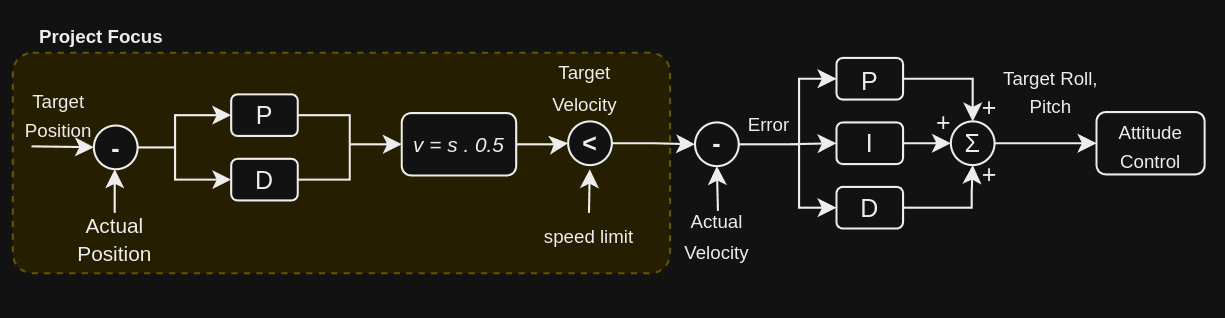 Project Focus
Target
Position
-
Actual
Position
P
D
v = s . 0.5
Target
Velocity
<
speed limit
-
Actual
Velocity
Error
P
I
D
+
+
Σ
+
Target Roll,
Pitch
Attitude
Control